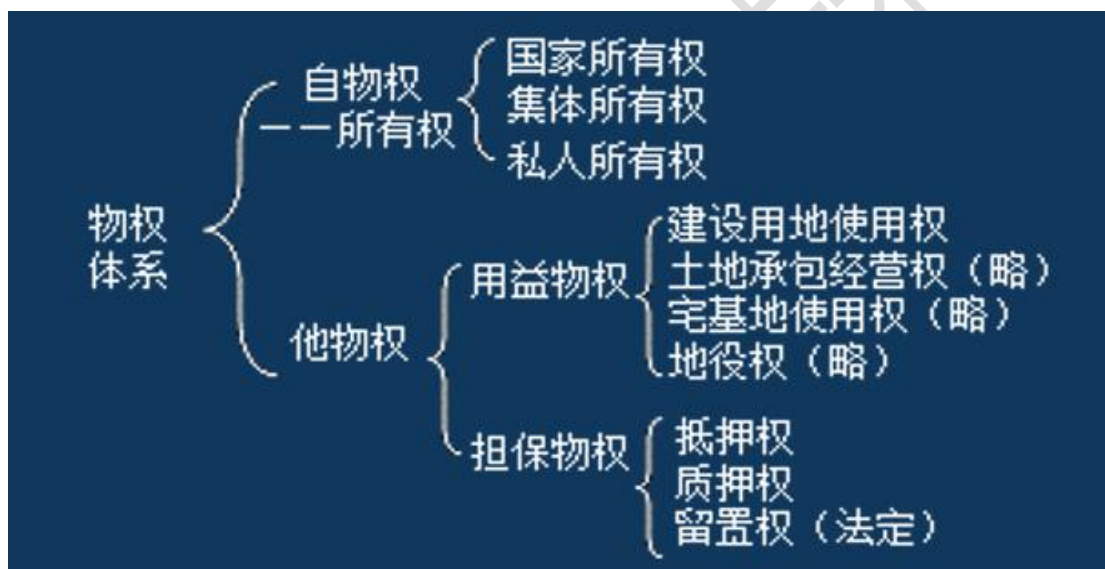 物权
体系
自物权
——所有权
国家所有权
集体所有权
私人所有权
他物权
用益物权
建设用地使用权
土地承包经营权（略）
宅基地使用权（略）
地役权（略）
担保物权
抵押权
质押权
留置权（法定）